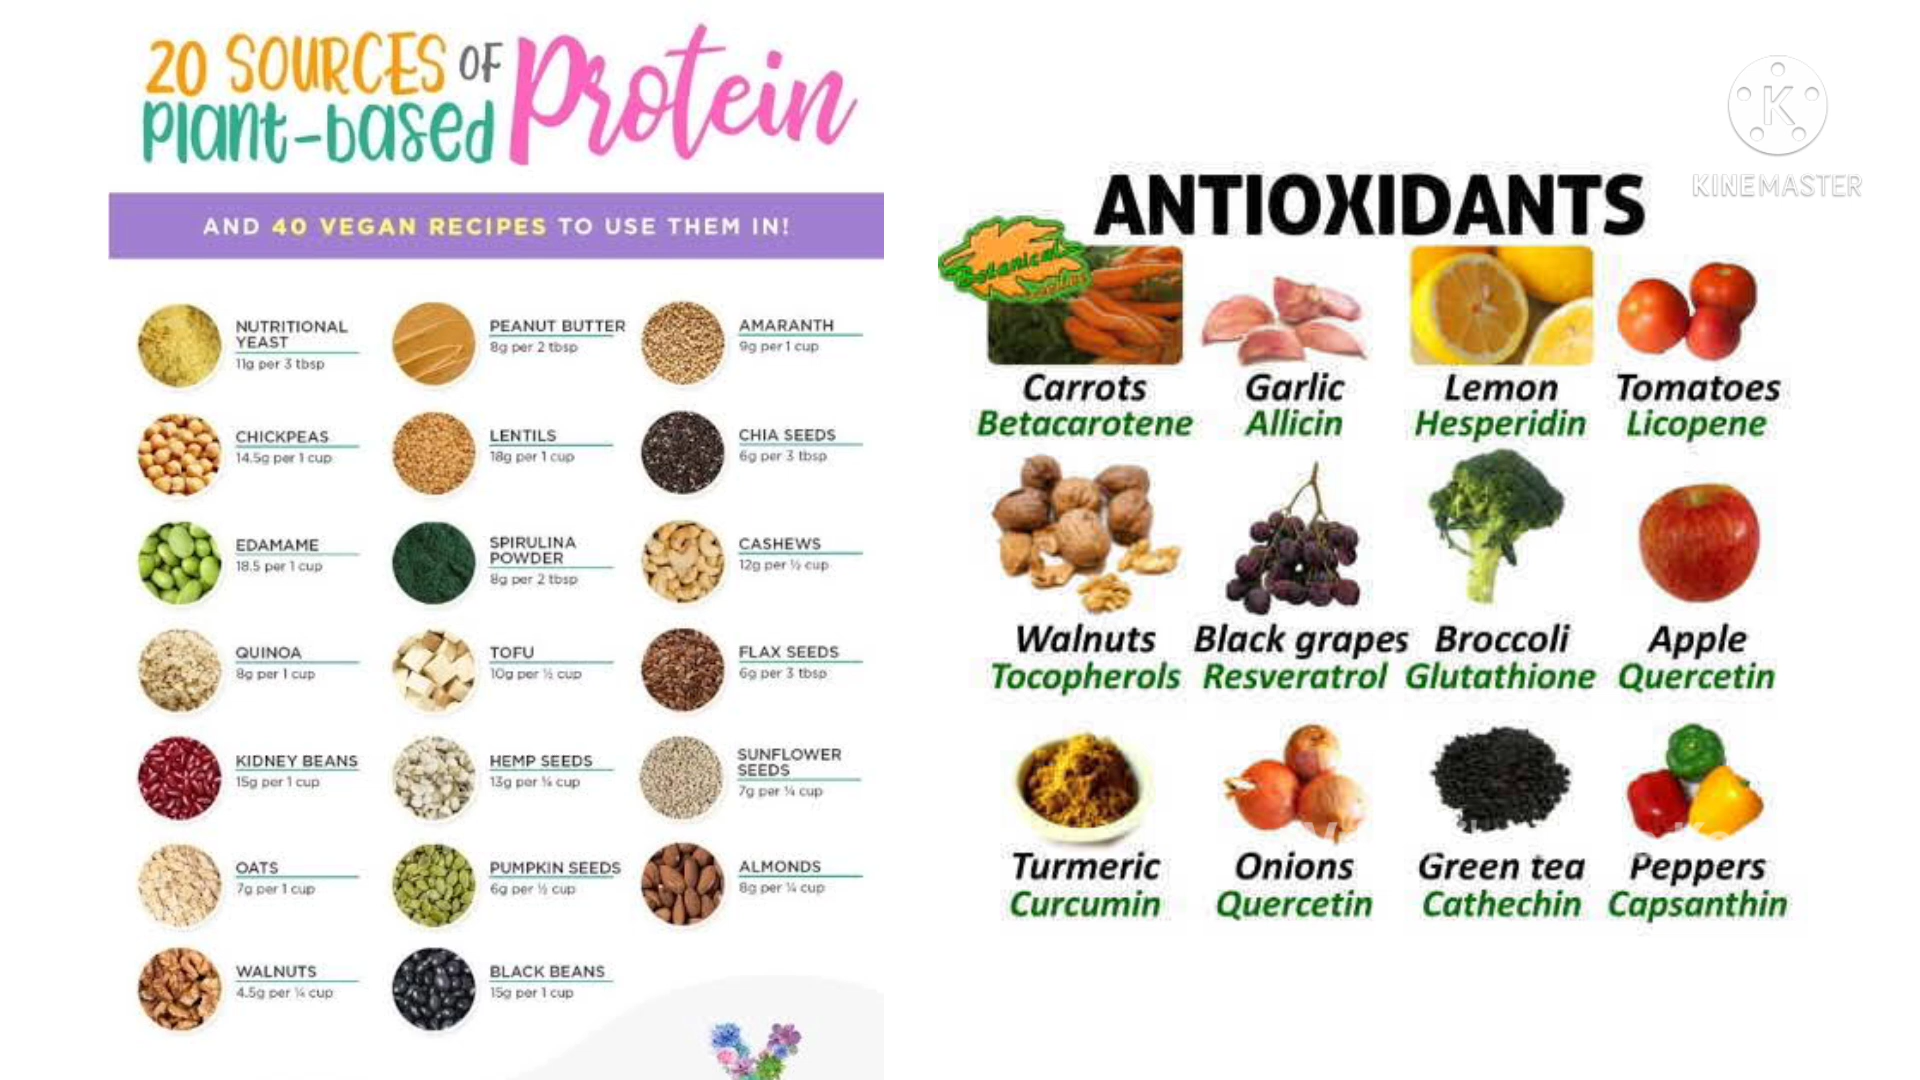 20 SOURCES OF
plant-based Protein
AND 40 VEGAN RECIPES TO USE THEM IN!
NUTRITIONAL
YEAST
11g per 3 tbsp
PEANUT BUTTER
8g per 2 tbsp
AMARANTH
9g per 1 cup
CHICKPEAS
14.5g per 1 cup
LENTILS
18g per 1 cup
CHIA SEEDS
6g per 3 tbsp
EDAMAME
18.5 per 1 cup
SPIRULINA
POWDER
8g per 2 tbsp
CASHEWS
12g per ½ cup
QUINOA
8g per 1 cup
TOFU
10g per ½ cup
FLAX SEEDS
6g per 3 tbsp
KIDNEY BEANS
15g per 1 cup
HEMP SEEDS
13g per ¼ cup
SUNFLOWER
SEEDS
7g per ¼ cup
OATS
7g per 1 cup
PUMPKIN SEEDS
6g per ½ cup
ALMONDS
8g per ¼ cup
WALNUTS
4.5g per ¼ cup
BLACK BEANS
15g per 1 cup
K
KINEMASTER
ANTIOXIDANTS
Botanical
Carrots Garlic Lemon Tomatoes
Betacarotene Allicin Hesperidin Licopene
Walnuts Black grapes Broccoli Apple
Tocopherols Resveratrol Glutathione Quercetin
Turmeric Onions Green tea Peppers
Curcumin Quercetin Cathechin Capsanthin